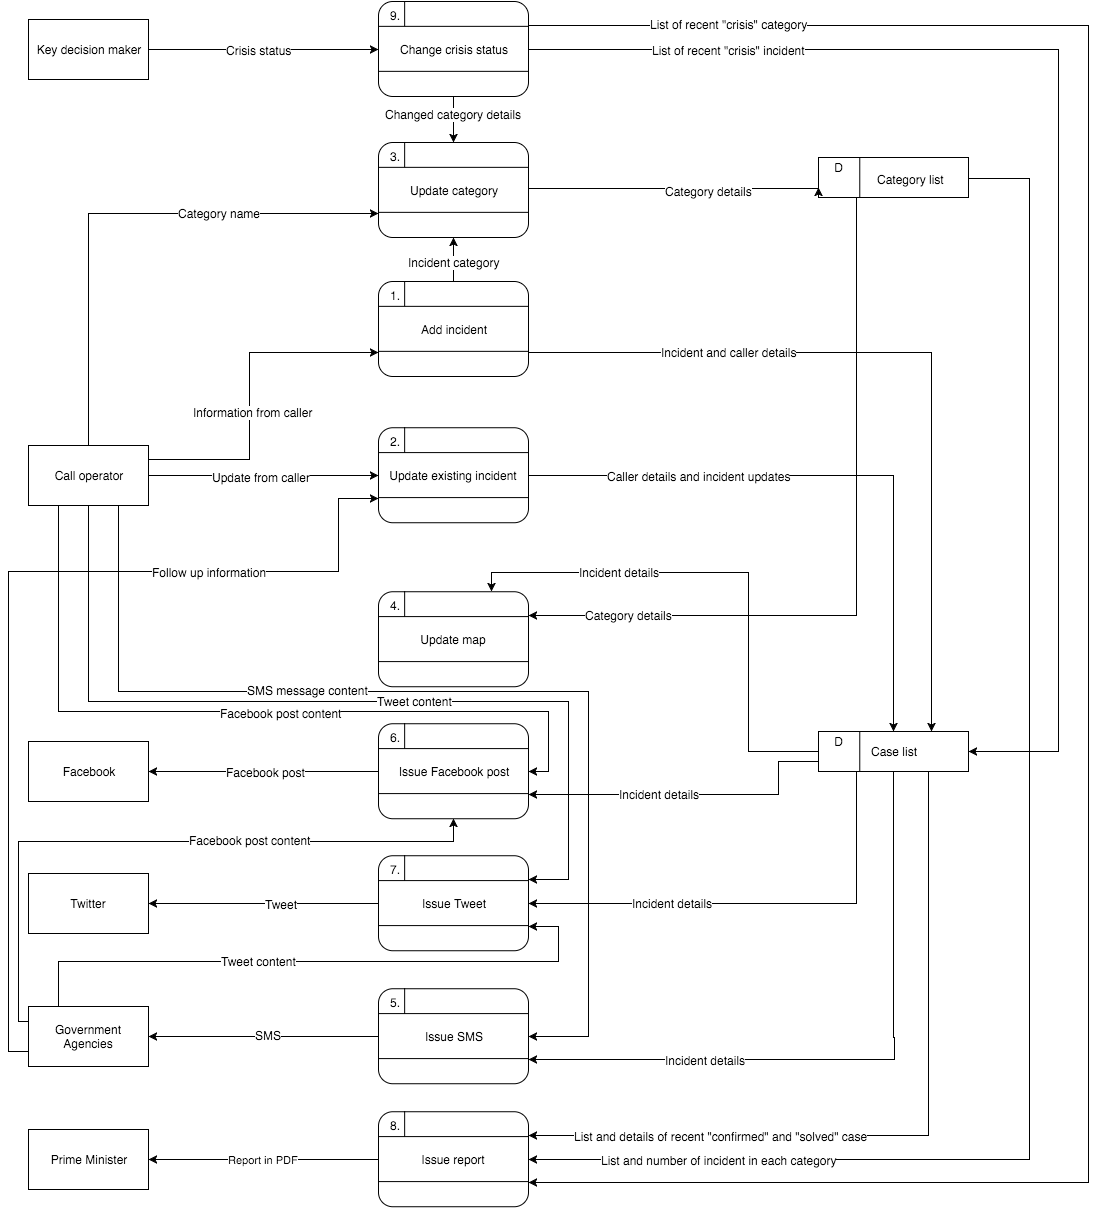 9.
List of recent "crisis" category
Key decision maker
Crisis status
Change crisis status
List of recent "crisis" incident
Changed category details
3.
D
Update category
Category details
Category list
Category name
Incident category
1.
Add incident
Incident and caller details
Information from caller
2.
Call operator
Update from caller
Update existing incident
Caller details and incident updates
Follow up information
Incident details
4.
Category details
Update map
SMS message content
Tweet content
Facebook post content
6.
D
Case list
Facebook
Facebook post
Issue Facebook post
Incident details
Facebook post content
7.
Twitter
Tweet
Issue Tweet
Incident details
Tweet content
5.
Government
Agencies
SMS
Issue SMS
Incident details
8.
List and details of recent "confirmed" and "solved" case
Prime Minister
Report in PDF
Issue report
List and number of incident in each category